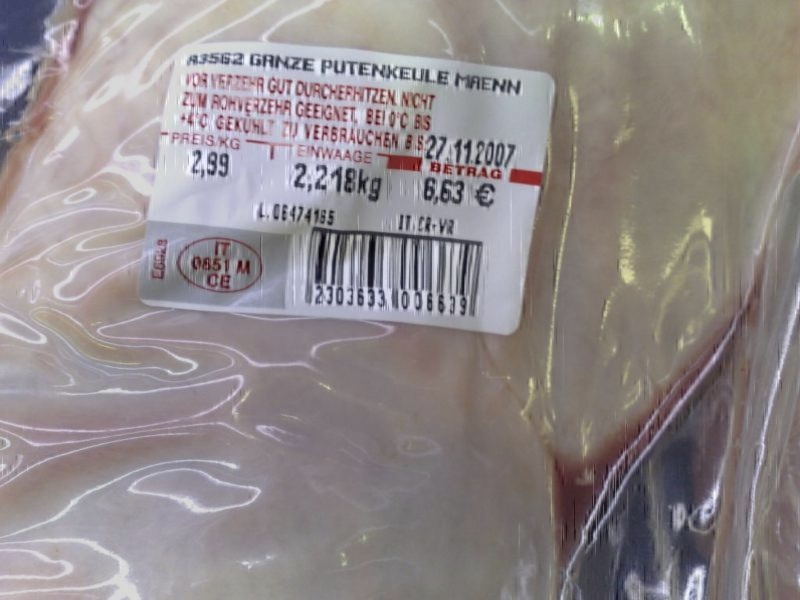 A3562 GANZE PUTENKEULE MAENN
VOR VERZEHR GUT DURCHERHITZEN. NICHT
ZUM ROHVERZEHR GEEIGNET. BEI 0°C BIS
+4°C GEKÜHLT ZU VERBRAUCHEN BIS: 27.11.2007
PREIS/KG EINWAAGE BETRAG
2,99 2,218kg 6,63 €
L.06474165 IT.CR-VR
IT
0651 M
CE
2303633 006639